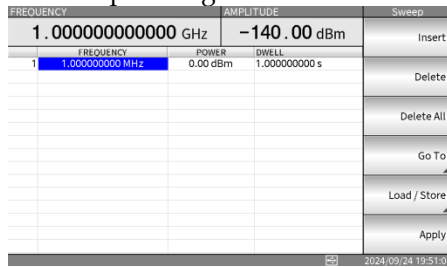 FREQUENCY AMPLITUDE Sweep
1.000000000000 GHz -140.00 dBm
Insert
FREQUENCY POWER DWELL
1 1.000000000 MHz 0.00 dBm 1.000000000 s
Delete
Delete All
Go To
Load / Store
Apply
2024/09/24 19:51:0